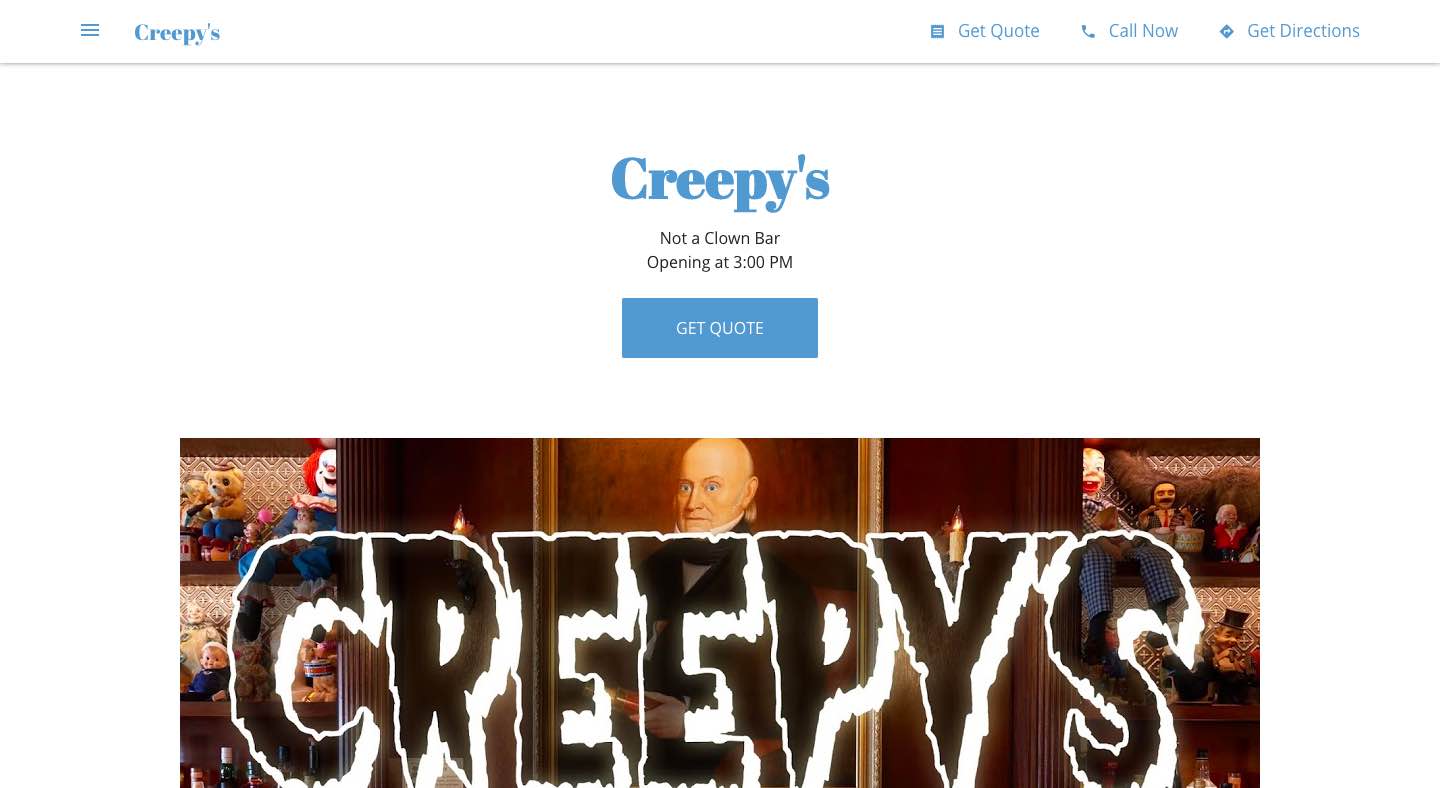 Creepy's
Get Quote
Call Now
Get Directions
Creepy's
Not a Clown Bar
Opening at 3:00 PM
GET QUOTE
CREEPY'S